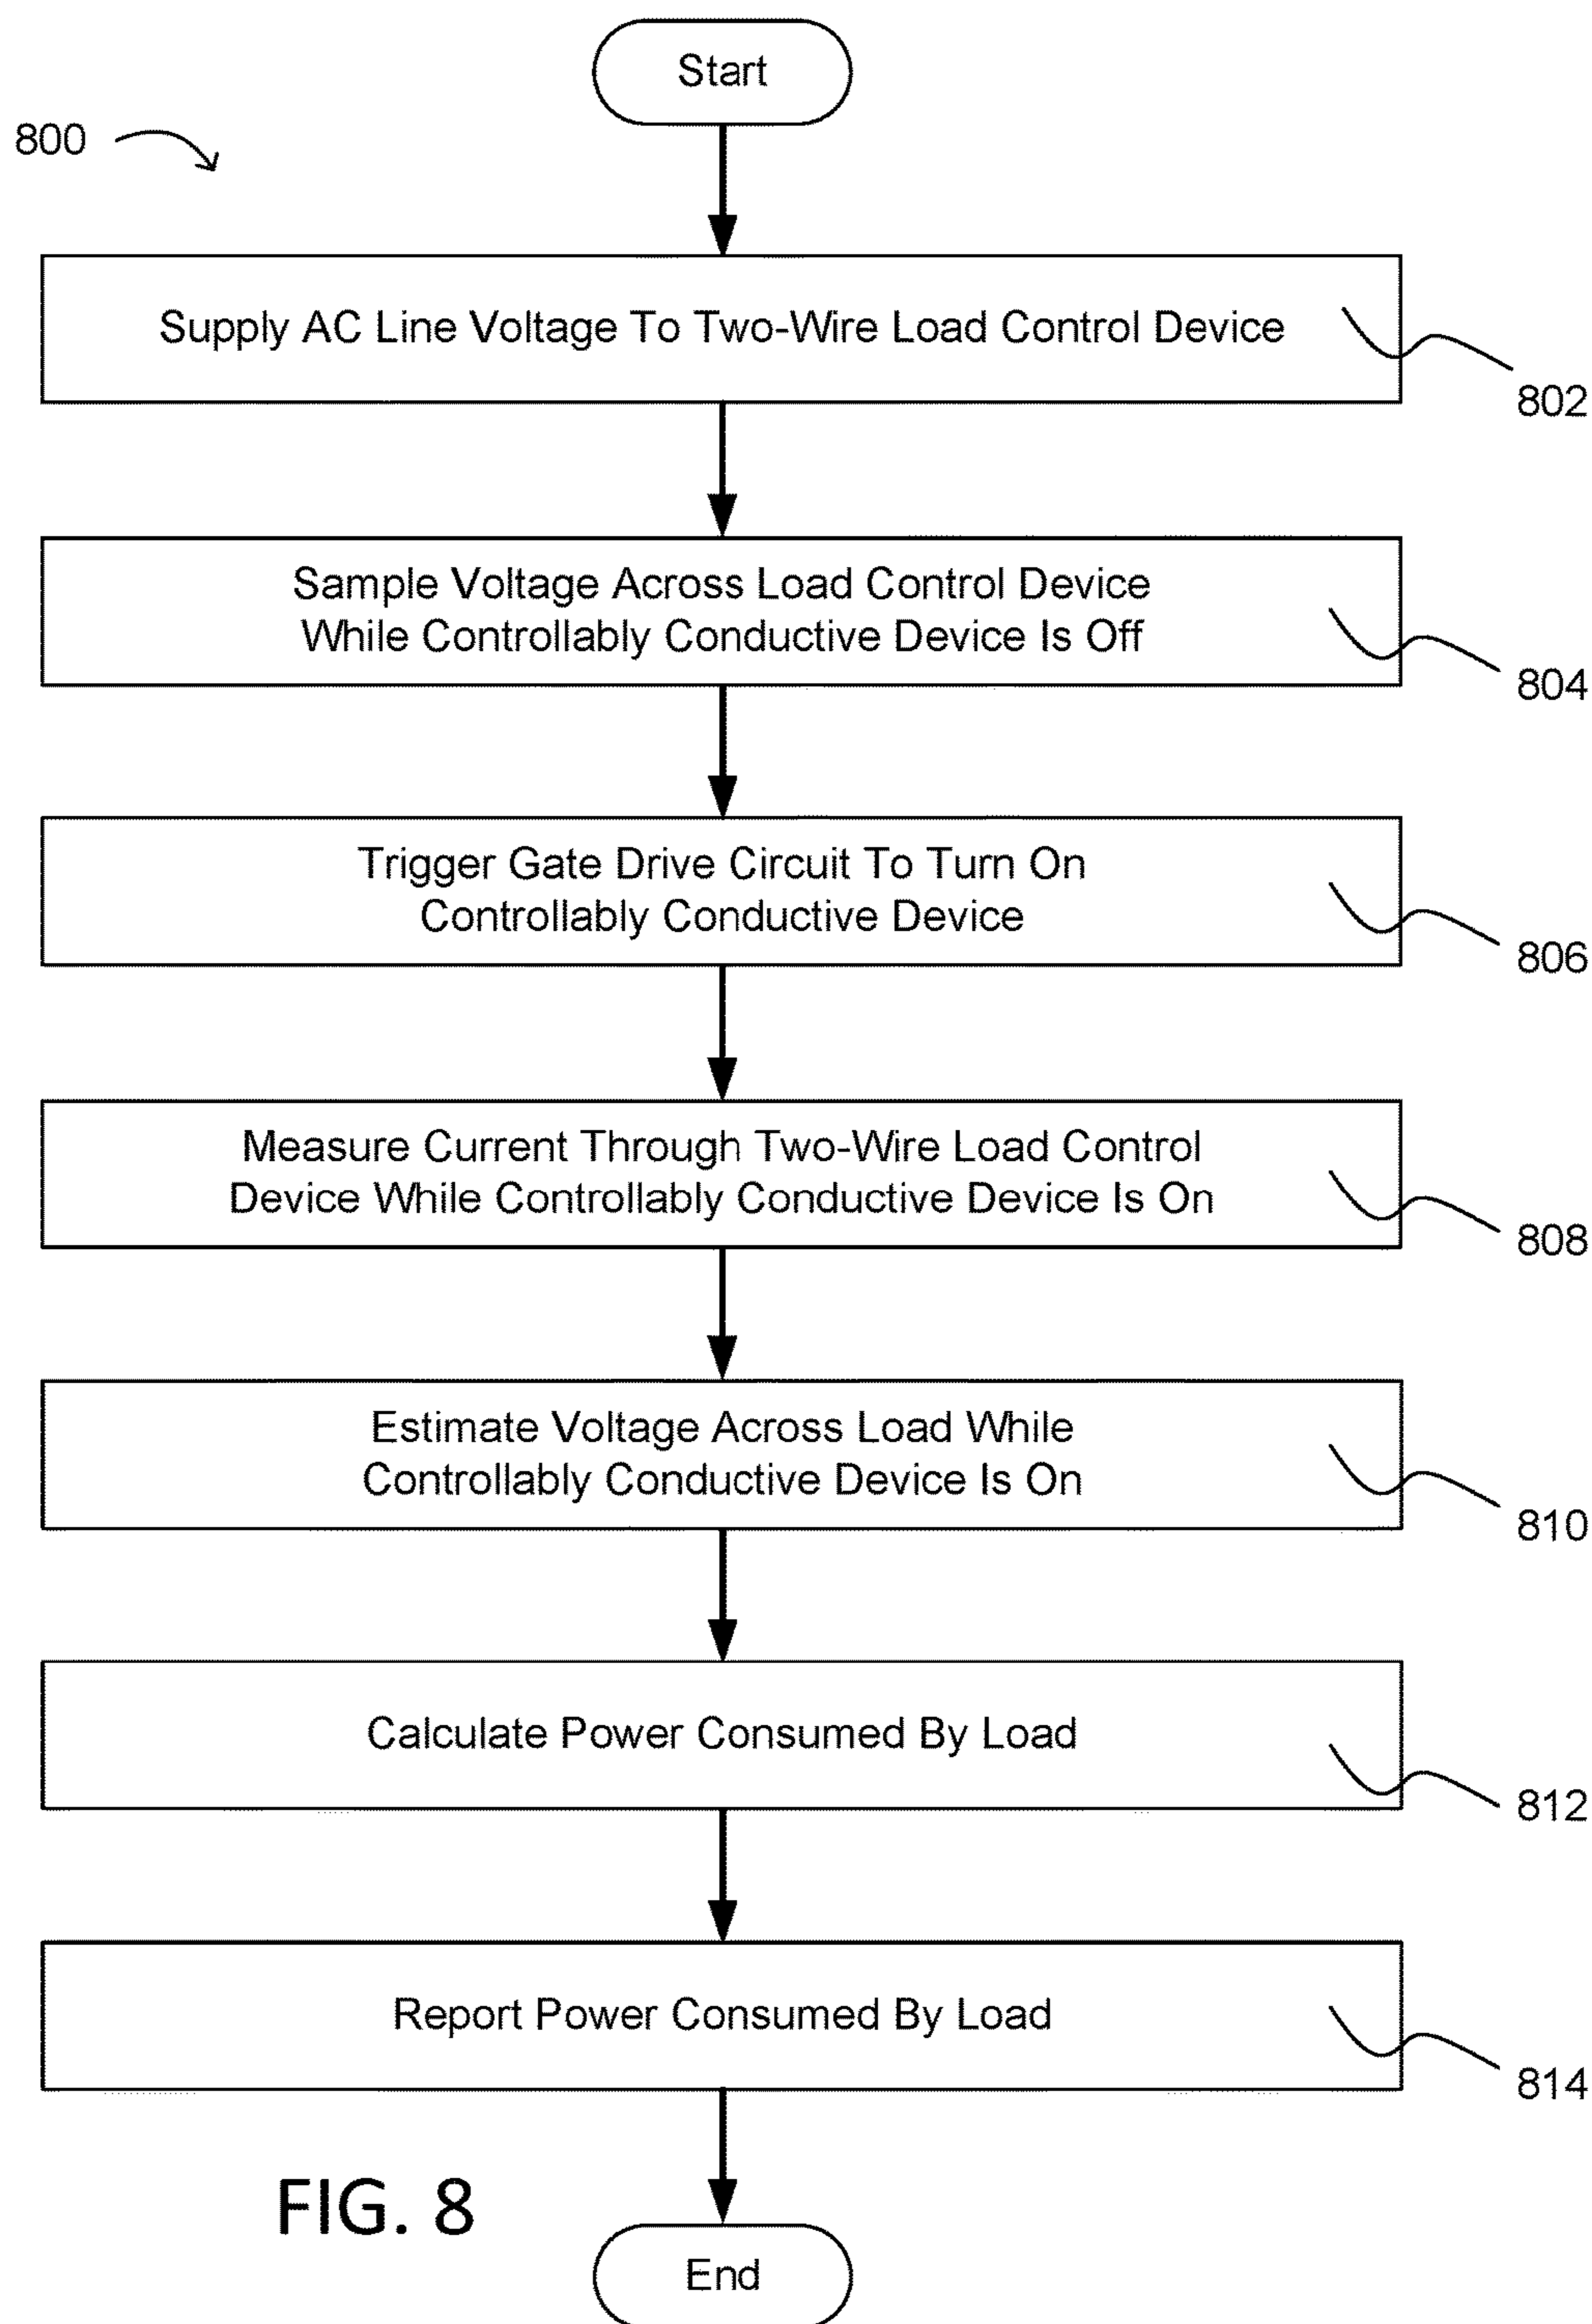 Start
800
Supply AC Line Voltage To Two-Wire Load Control Device
802
Sample Voltage Across Load Control Device
While Controllably Conductive Device Is Off
804
Trigger Gate Drive Circuit To Turn On
Controllably Conductive Device
806
Measure Current Through Two-Wire Load Control
Device While Controllably Conductive Device Is On
808
Estimate Voltage Across Load While
Controllably Conductive Device Is On
810
Calculate Power Consumed By Load
812
Report Power Consumed By Load
814
FIG. 8
End